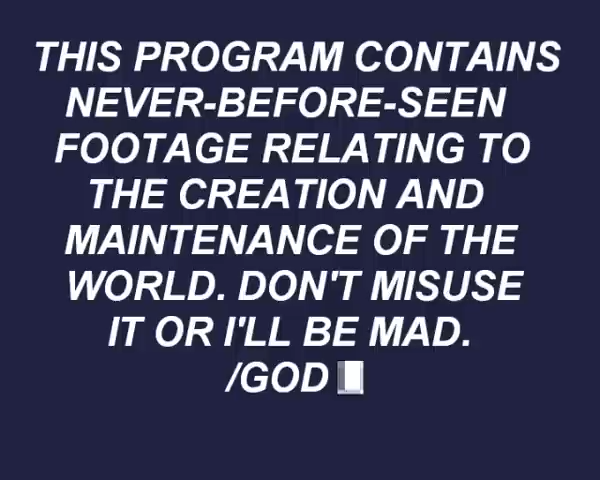 THIS PROGRAM CONTAINS
NEVER-BEFORE-SEEN
FOOTAGE RELATING TO
THE CREATION AND
MAINTENANCE OF THE
WORLD. DON'T MISUSE
IT OR I'LL BE MAD.
/GOD